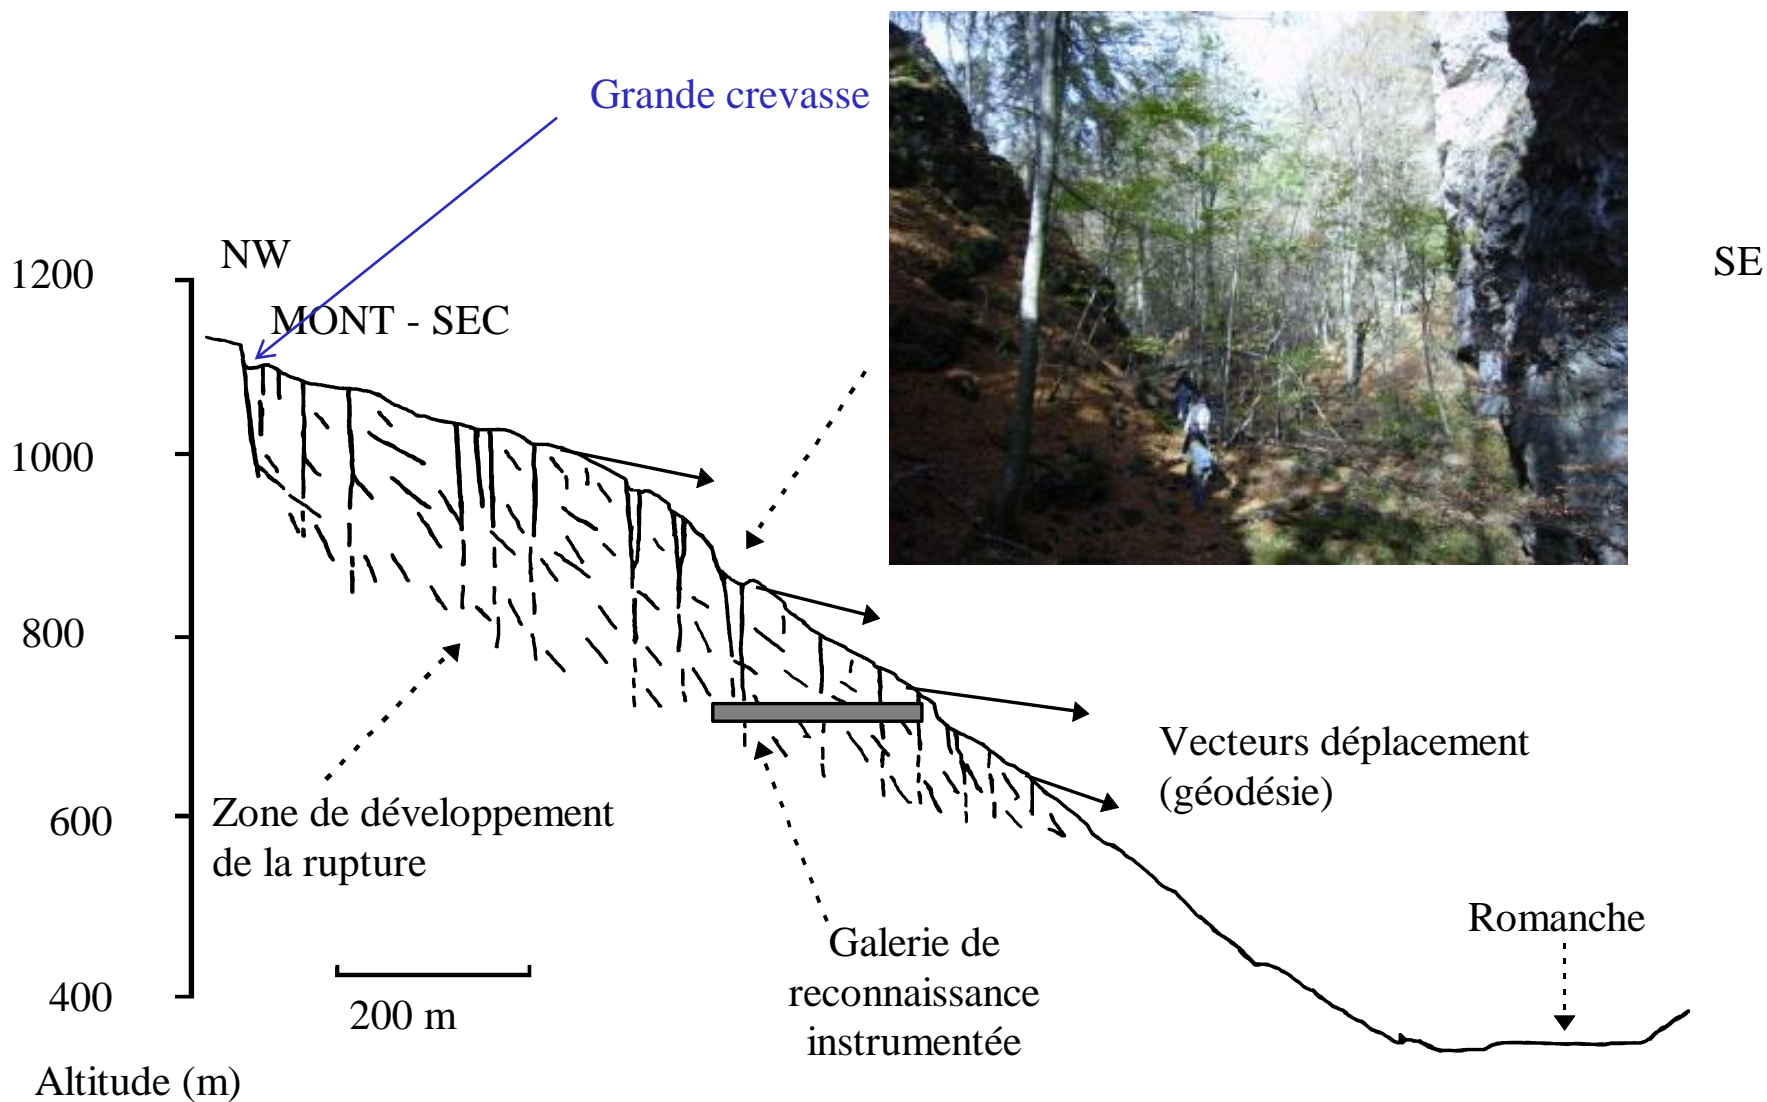 Grande crevasse
NW
SE
1200
MONT - SEC
1000
800
Vecteurs déplacement
(géodésie)
Zone de développement
de la rupture
600
Romanche
Galerie de
reconnaissance
instrumentée
400
200 m
Altitude (m)